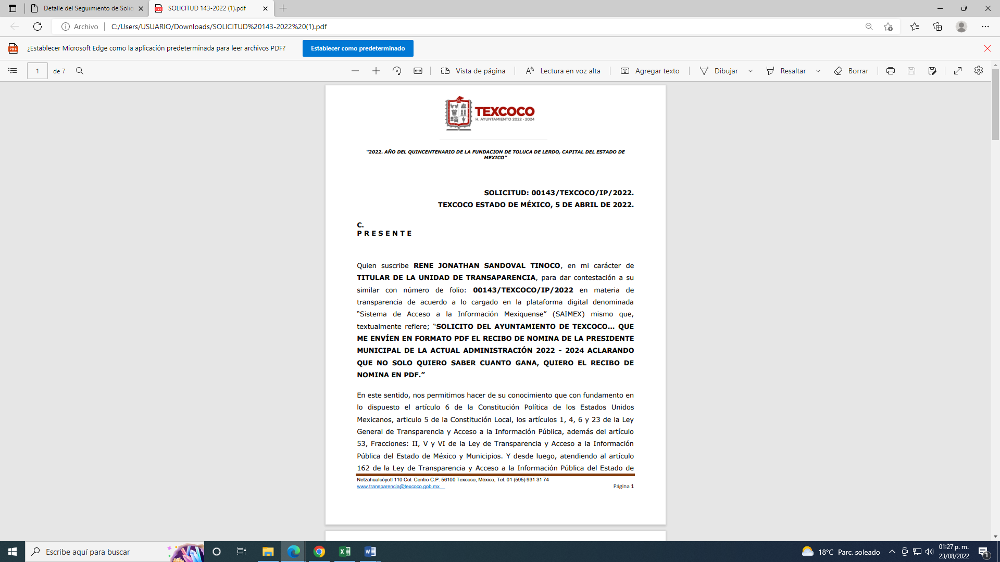 Detalle del Seguimiento de Solic
SOLICITUD 143-2022 (1).pdf
Archivo
C:/Users/USUARIO/Downloads/SOLICITUD%20143-2022%20(1).pdf
¿Establecer Microsoft Edge como la aplicación predeterminada para leer archivos PDF?
Establecer como predeterminado
1 de 7
Vista de página
Lectura en voz alta
Agregar texto
Dibujar
Resaltar
Borrar
TEXCOCO
H. AYUNTAMIENTO 2022 - 2024
"2022. AÑO DEL QUINCENTENARIO DE LA FUNDACION DE TOLUCA DE LERDO, CAPITAL DEL ESTADO DE
MEXICO"
SOLICITUD: 00143/TEXCOCO/IP/2022.
TEXCOCO ESTADO DE MÉXICO, 5 DE ABRIL DE 2022.
C.
P R E S E N T E
Quien suscribe RENE JONATHAN SANDOVAL TINOCO, en mi carácter de
TITULAR DE LA UNIDAD DE TRANSAPARENCIA, para dar contestación a su
similar con número de folio: 00143/TEXCOCO/IP/2022 en materia de
transparencia de acuerdo a lo cargado en la plataforma digital denominada
"Sistema de Acceso a la Información Mexiquense" (SAIMEX) mismo que,
textualmente refiere; "SOLICITO DEL AYUNTAMIENTO DE TEXCOCO... QUE
ME ENVÍEN EN FORMATO PDF EL RECIBO DE NOMINA DE LA PRESIDENTE
MUNICIPAL DE LA ACTUAL ADMINISTRACIÓN 2022 - 2024 ACLARANDO
QUE NO SOLO QUIERO SABER CUANTO GANA, QUIERO EL RECIBO DE
NOMINA EN PDF."
En este sentido, nos permitimos hacer de su conocimiento que con fundamento en
lo dispuesto el artículo 6 de la Constitución Política de los Estados Unidos
Mexicanos, articulo 5 de la Constitución Local, los artículos 1, 4, 6 y 23 de la Ley
General de Transparencia y Acceso a la Información Pública, además del artículo
53, Fracciones: II, V y VI de la Ley de Transparencia y Acceso a la Información
Pública del Estado de México y Municipios. Y desde luego, atendiendo al artículo
162 de la Ley de Transparencia y Acceso a la Información Pública del Estado de
Netzahualcóyotl 110 Col. Centro C.P. 56100 Texcoco, México, Tel: 01 (595) 931 31 74
www.transparencia@texcoco.gob.mx
Página 1
Escribe aquí para buscar
18°C Parc. soleado
01:27 p. m.
23/08/2022
1